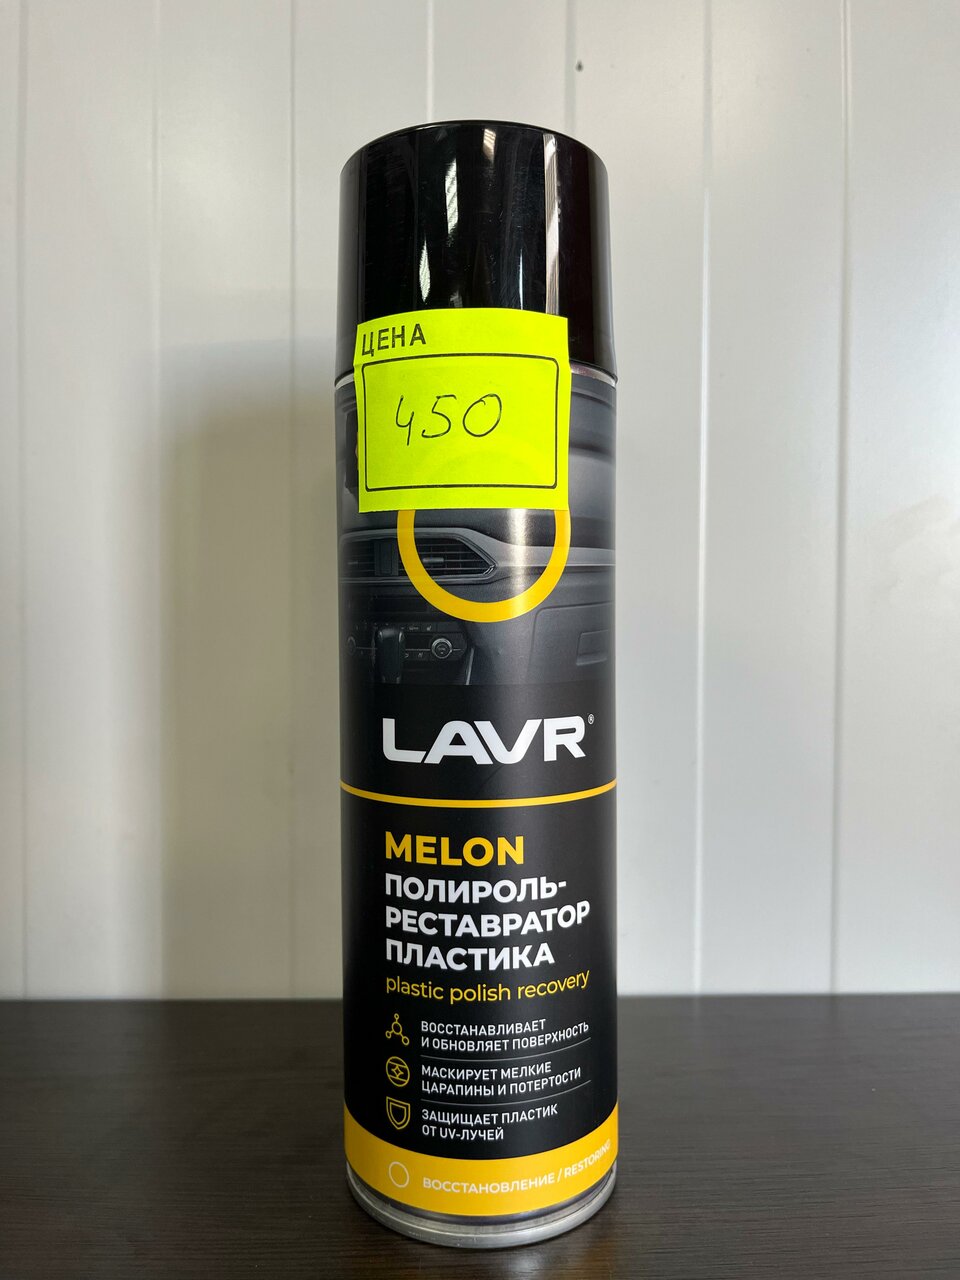 ЦЕНА
450
LAVR®
MELON
ПОЛИРОЛЬ-
РЕСТАВРАТОР
ПЛАСТИКА
plastic polish recovery
ВОССТАНАВЛИВАЕТ
И ОБНОВЛЯЕТ ПОВЕРХНОСТЬ
МАСКИРУЕТ МЕЛКИЕ
ЦАРАПИНЫ И ПОТЕРТОСТИ
ЗАЩИЩАЕТ ПЛАСТИК
ОТ UV-ЛУЧЕЙ
ВОССТАНОВЛЕНИЕ / RESTORING